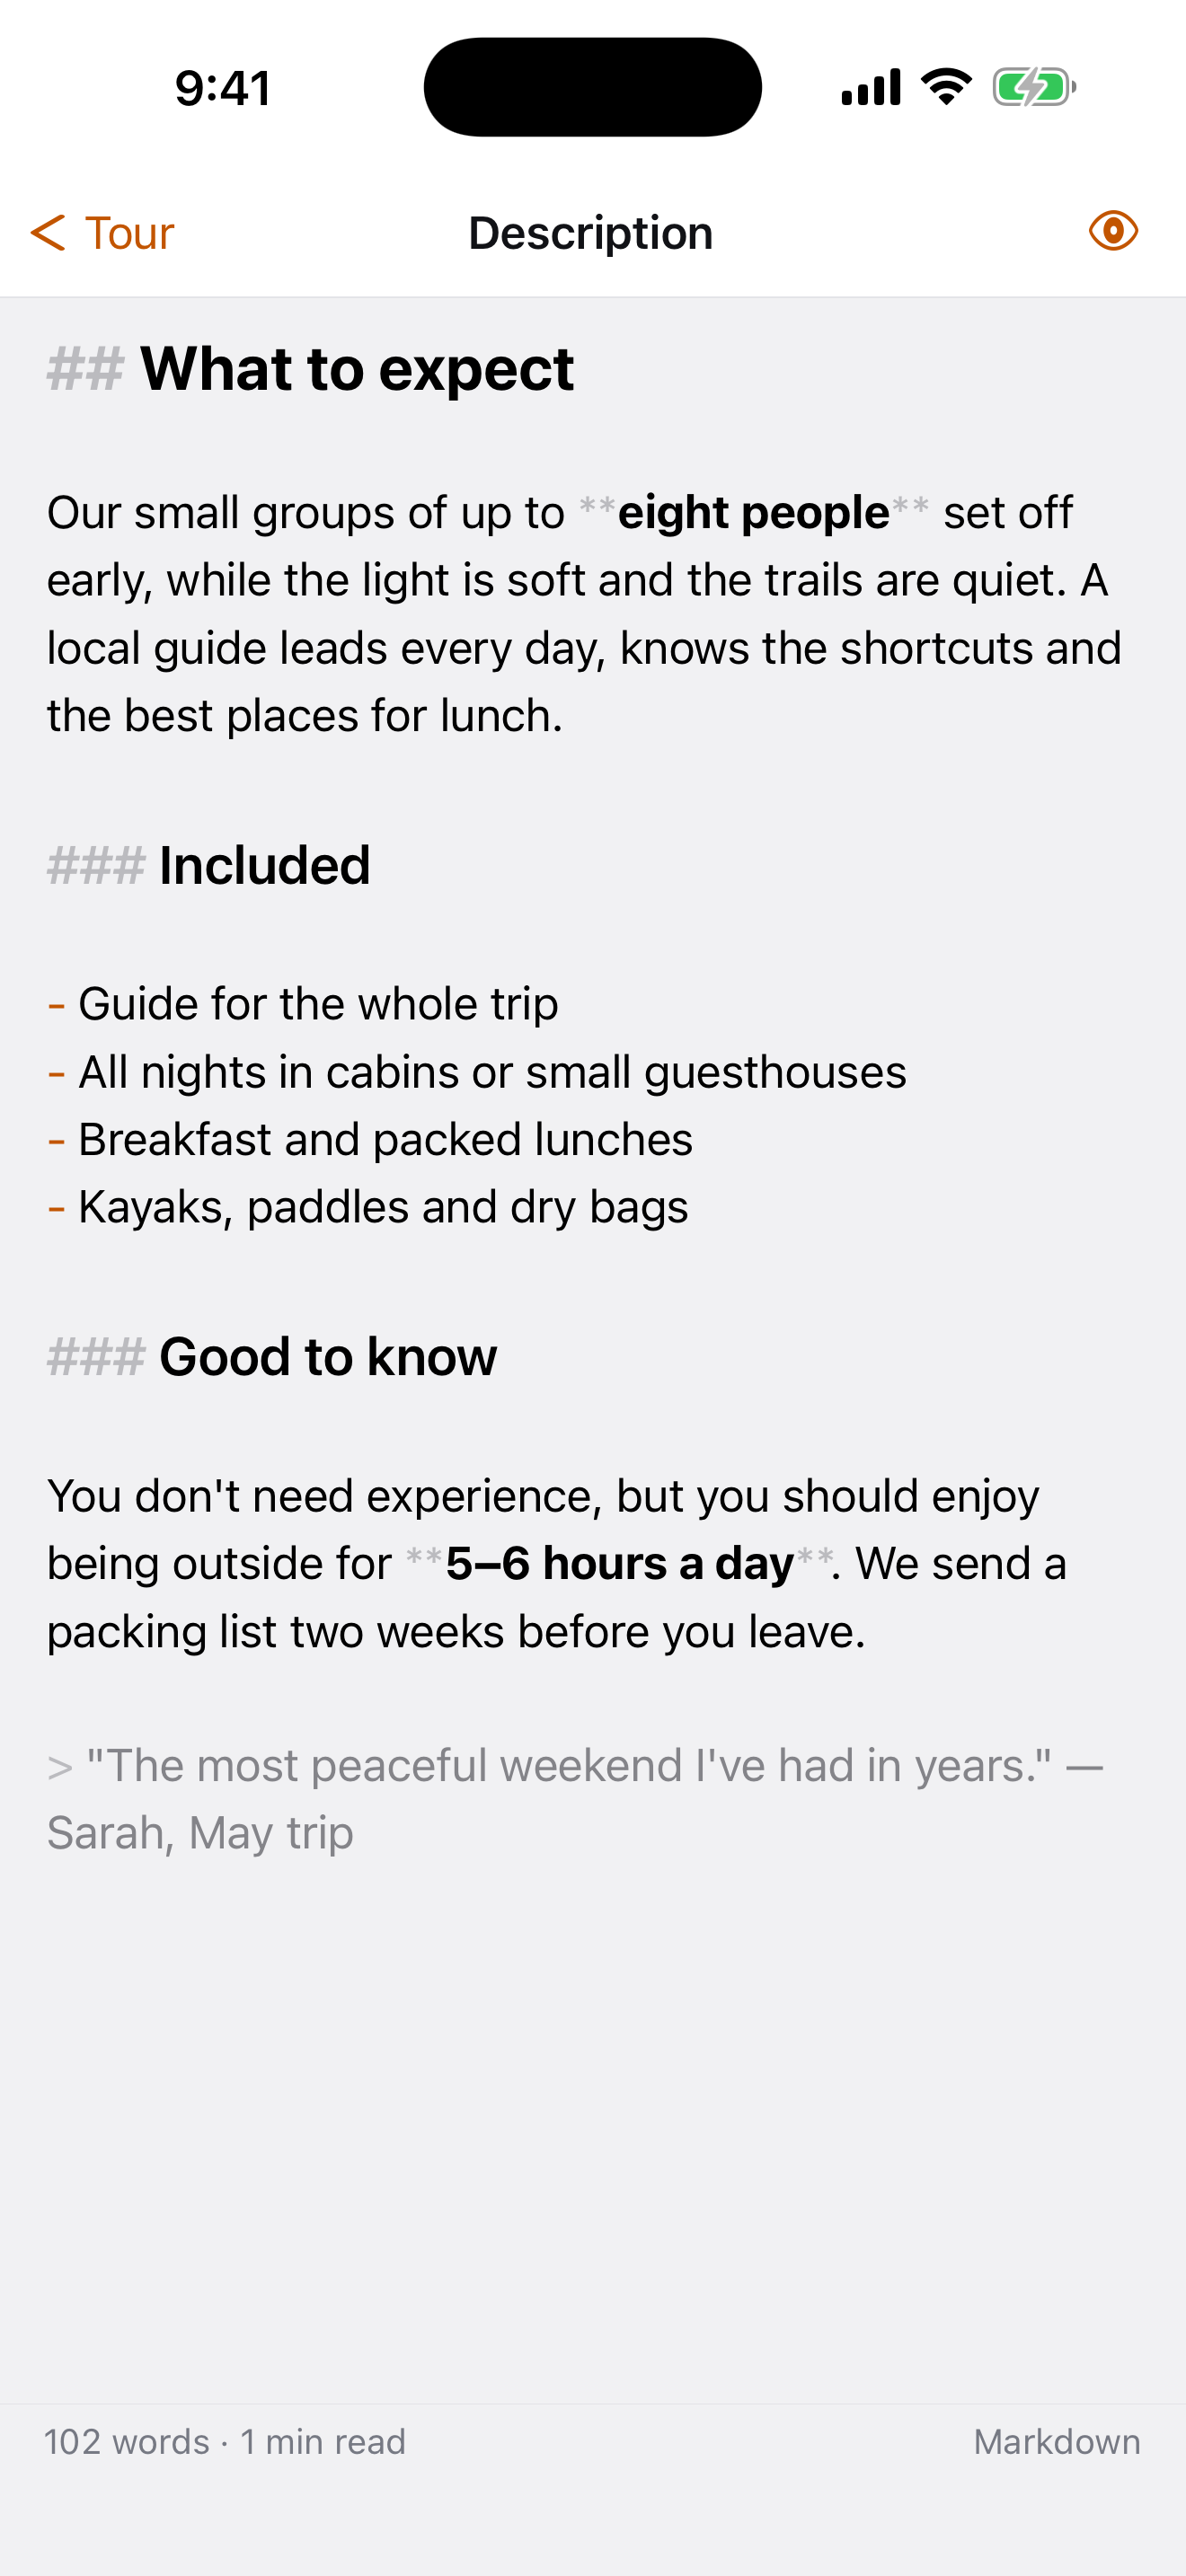 9:41
Tour
Description
## What to expect
Our small groups of up to **eight people** set off
early, while the light is soft and the trails are quiet. A
local guide leads every day, knows the shortcuts and
the best places for lunch.
### Included
- Guide for the whole trip
- All nights in cabins or small guesthouses
- Breakfast and packed lunches
- Kayaks, paddles and dry bags
### Good to know
You don't need experience, but you should enjoy
being outside for **5–6 hours a day**. We send a
packing list two weeks before you leave.
> "The most peaceful weekend I've had in years." —
Sarah, May trip
102 words · 1 min read
Markdown